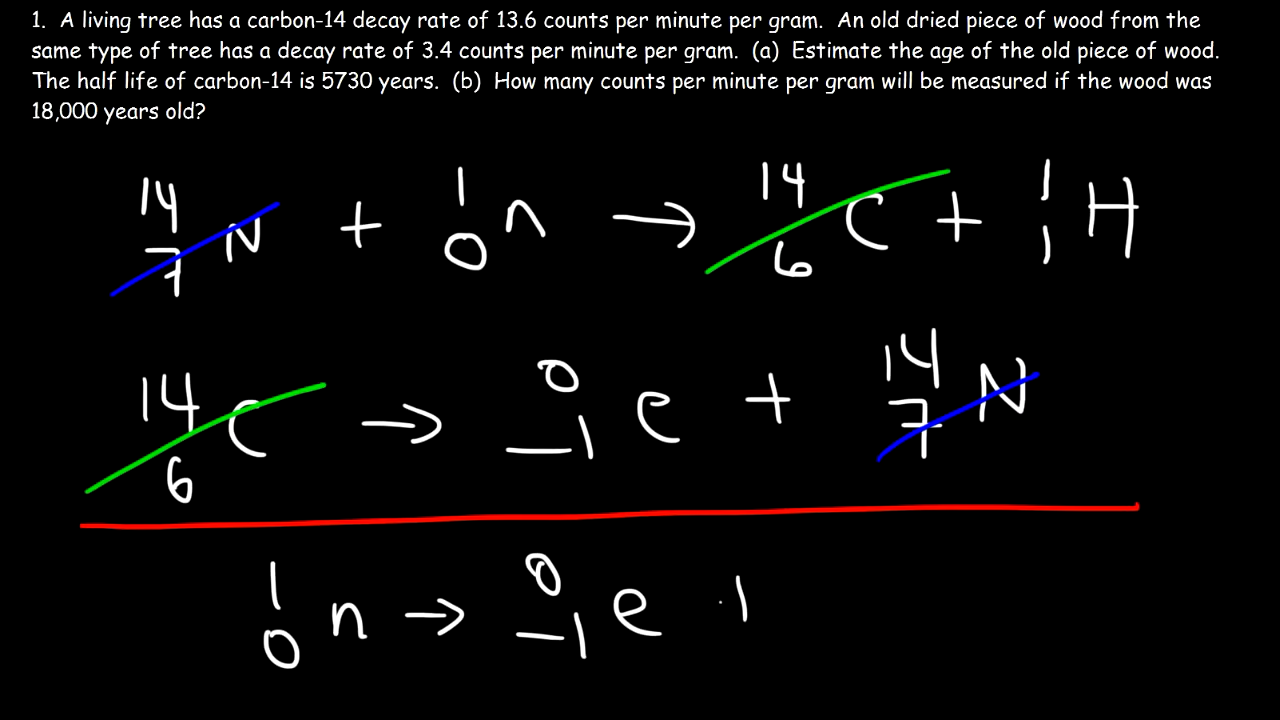 1. A living tree has a carbon-14 decay rate of 13.6 counts per minute per gram. An old dried piece of wood from the
same type of tree has a decay rate of 3.4 counts per minute per gram. (a) Estimate the age of the old piece of wood.
The half life of carbon-14 is 5730 years. (b) How many counts per minute per gram will be measured if the wood was
18,000 years old?
14 7 N + 1 0 n → 14 6 C + 1 1 H
14 6 C → 0 -1 e + 14 7 N
1 0 n → 0 -1 e